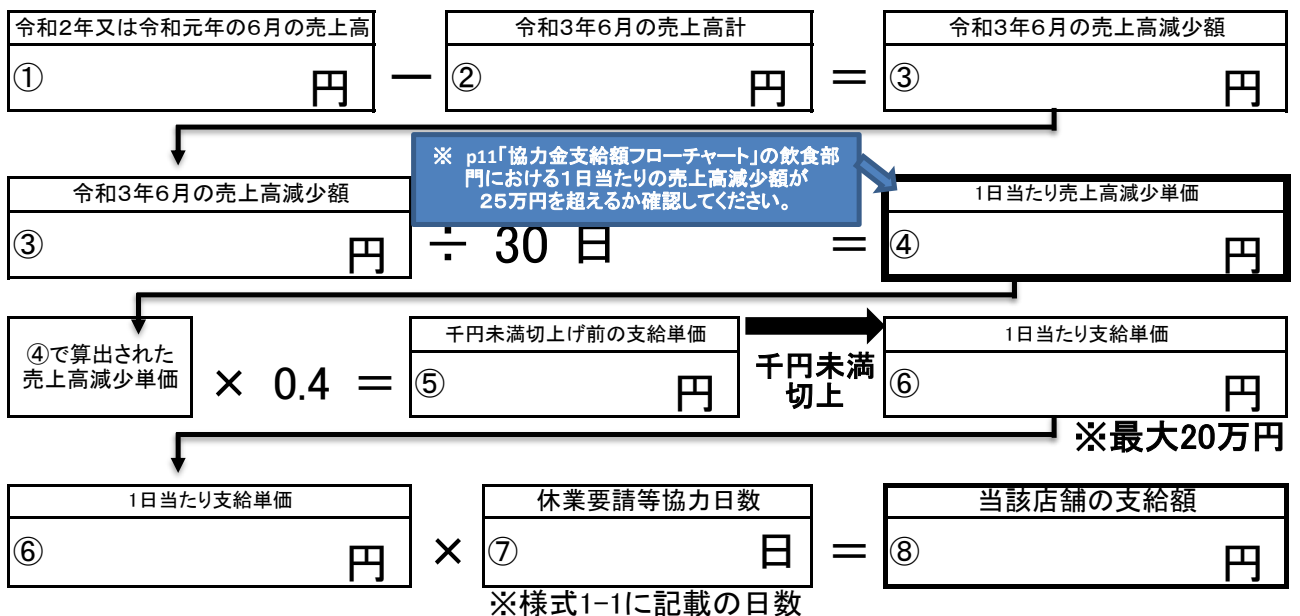 令和2年又は令和元年の6月の売上高
令和3年6月の売上高計
令和3年6月の売上高減少額
① 円 － ② 円 ＝ ③ 円
※ p11「協力金支給額フローチャート」の飲食部
門における1日当たりの売上高減少額が
25万円を超えるか確認してください。
令和3年6月の売上高減少額
1日当たり売上高減少単価
③ 円 ÷ 30 日 ＝ ④ 円
④で算出された
売上高減少単価
× 0.4 ＝
千円未満切上げ前の支給単価
⑤ 円
千円未満
切上
1日当たり支給単価
⑥ 円
※最大20万円
1日当たり支給単価
休業要請等協力日数
当該店舗の支給額
⑥ 円 × ⑦ 日 ＝ ⑧ 円
※様式1-1に記載の日数